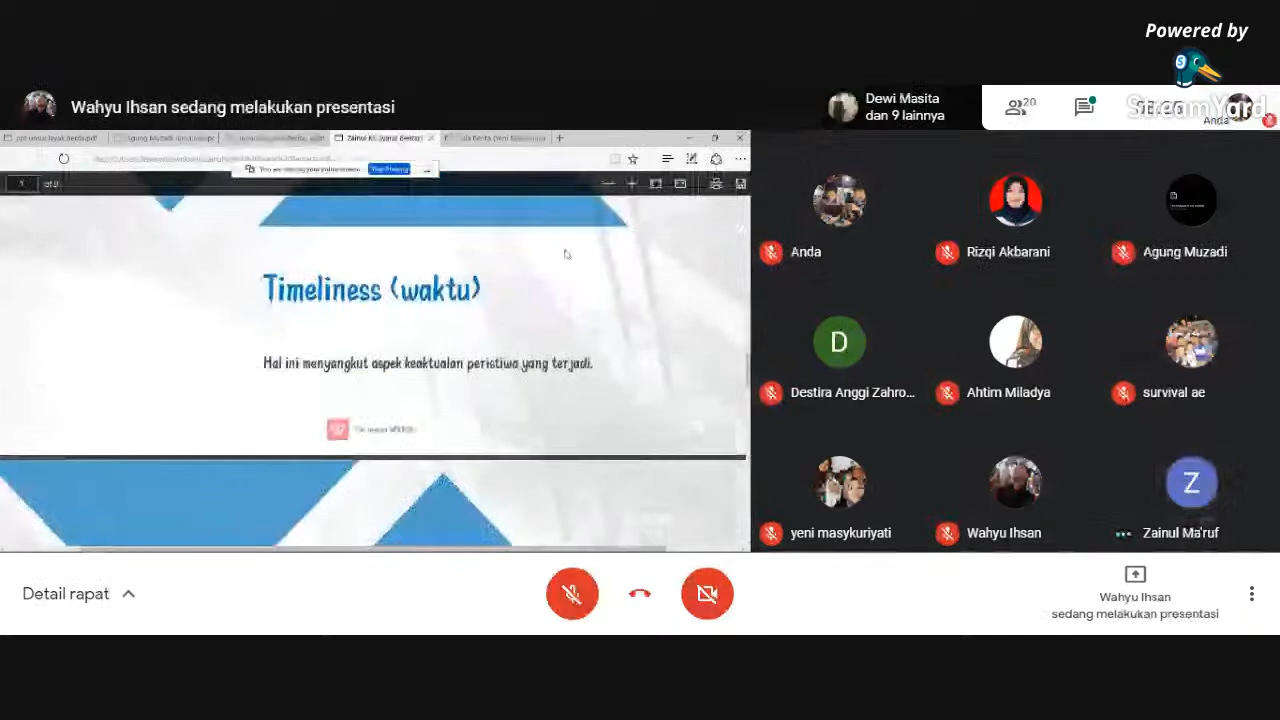 Powered by
StreamYard
Wahyu Ihsan sedang melakukan presentasi
Dewi Masita
dan 9 lainnya
20
Anda
Timeliness (waktu)
Hal ini menyangkut aspek keaktualan peristiwa yang terjadi.
Anda
Rizqi Akbarani
Agung Muzadi
Destira Anggi Zahro...
D
Ahtim Miladya
survival ae
yeni masykuriyati
Wahyu Ihsan
Z
Zainul Ma'ruf
Detail rapat
Wahyu Ihsan
sedang melakukan presentasi